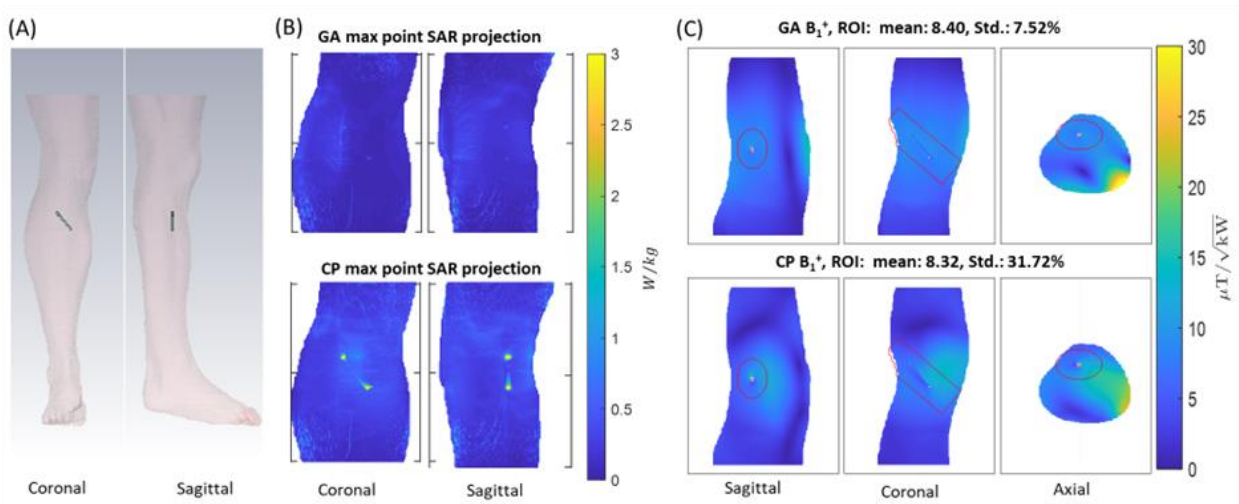 (A)
Coronal
Sagittal
(B)
GA max point SAR projection
CP max point SAR projection
Coronal
Sagittal
3
2.5
2
1.5
1
0.5
0
W/kg
(C)
GA B₁⁺, ROI: mean: 8.40, Std.: 7.52%
CP B₁⁺, ROI: mean: 8.32, Std.: 31.72%
Sagittal
Coronal
Axial
30
25
20
15
10
5
0
μT/√kW